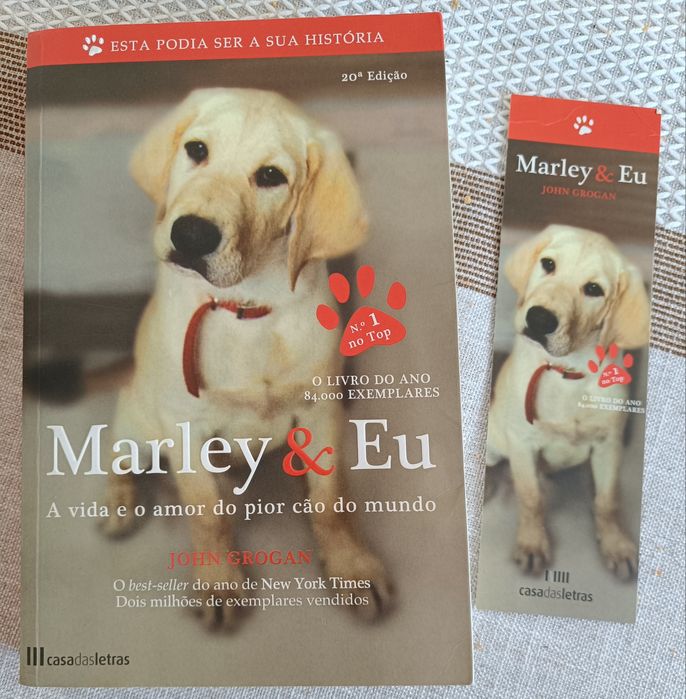 ESTA PODIA SER A SUA HISTÓRIA
20ª Edição
N.º 1
no Top
O LIVRO DO ANO
84.000 EXEMPLARES
Marley & Eu
A vida e o amor do pior cão do mundo
JOHN GROGAN
O best-seller do ano de New York Times
Dois milhões de exemplares vendidos
casadasletras
Marley & Eu
JOHN GROGAN
N.º 1
no Top
O LIVRO DO ANO
84.000 EXEMPLARES
casadasletras